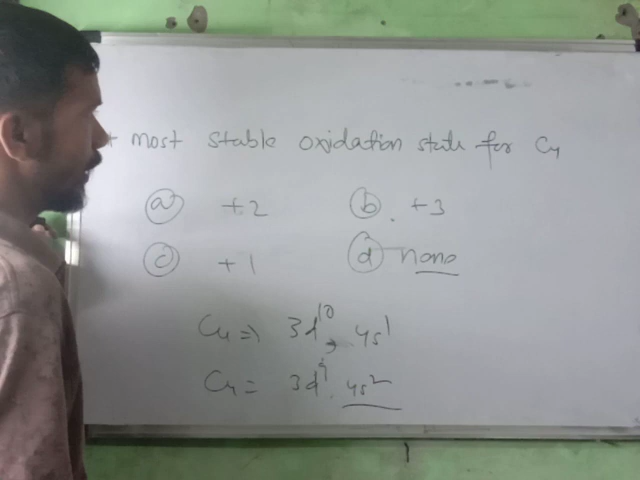 most stable oxidation state for Cu
(a) +2 (b) +3
(c) +1 (d) none
Cu ⇒ 3d¹⁰, 4s¹
Cu = 3d⁹. 4s²